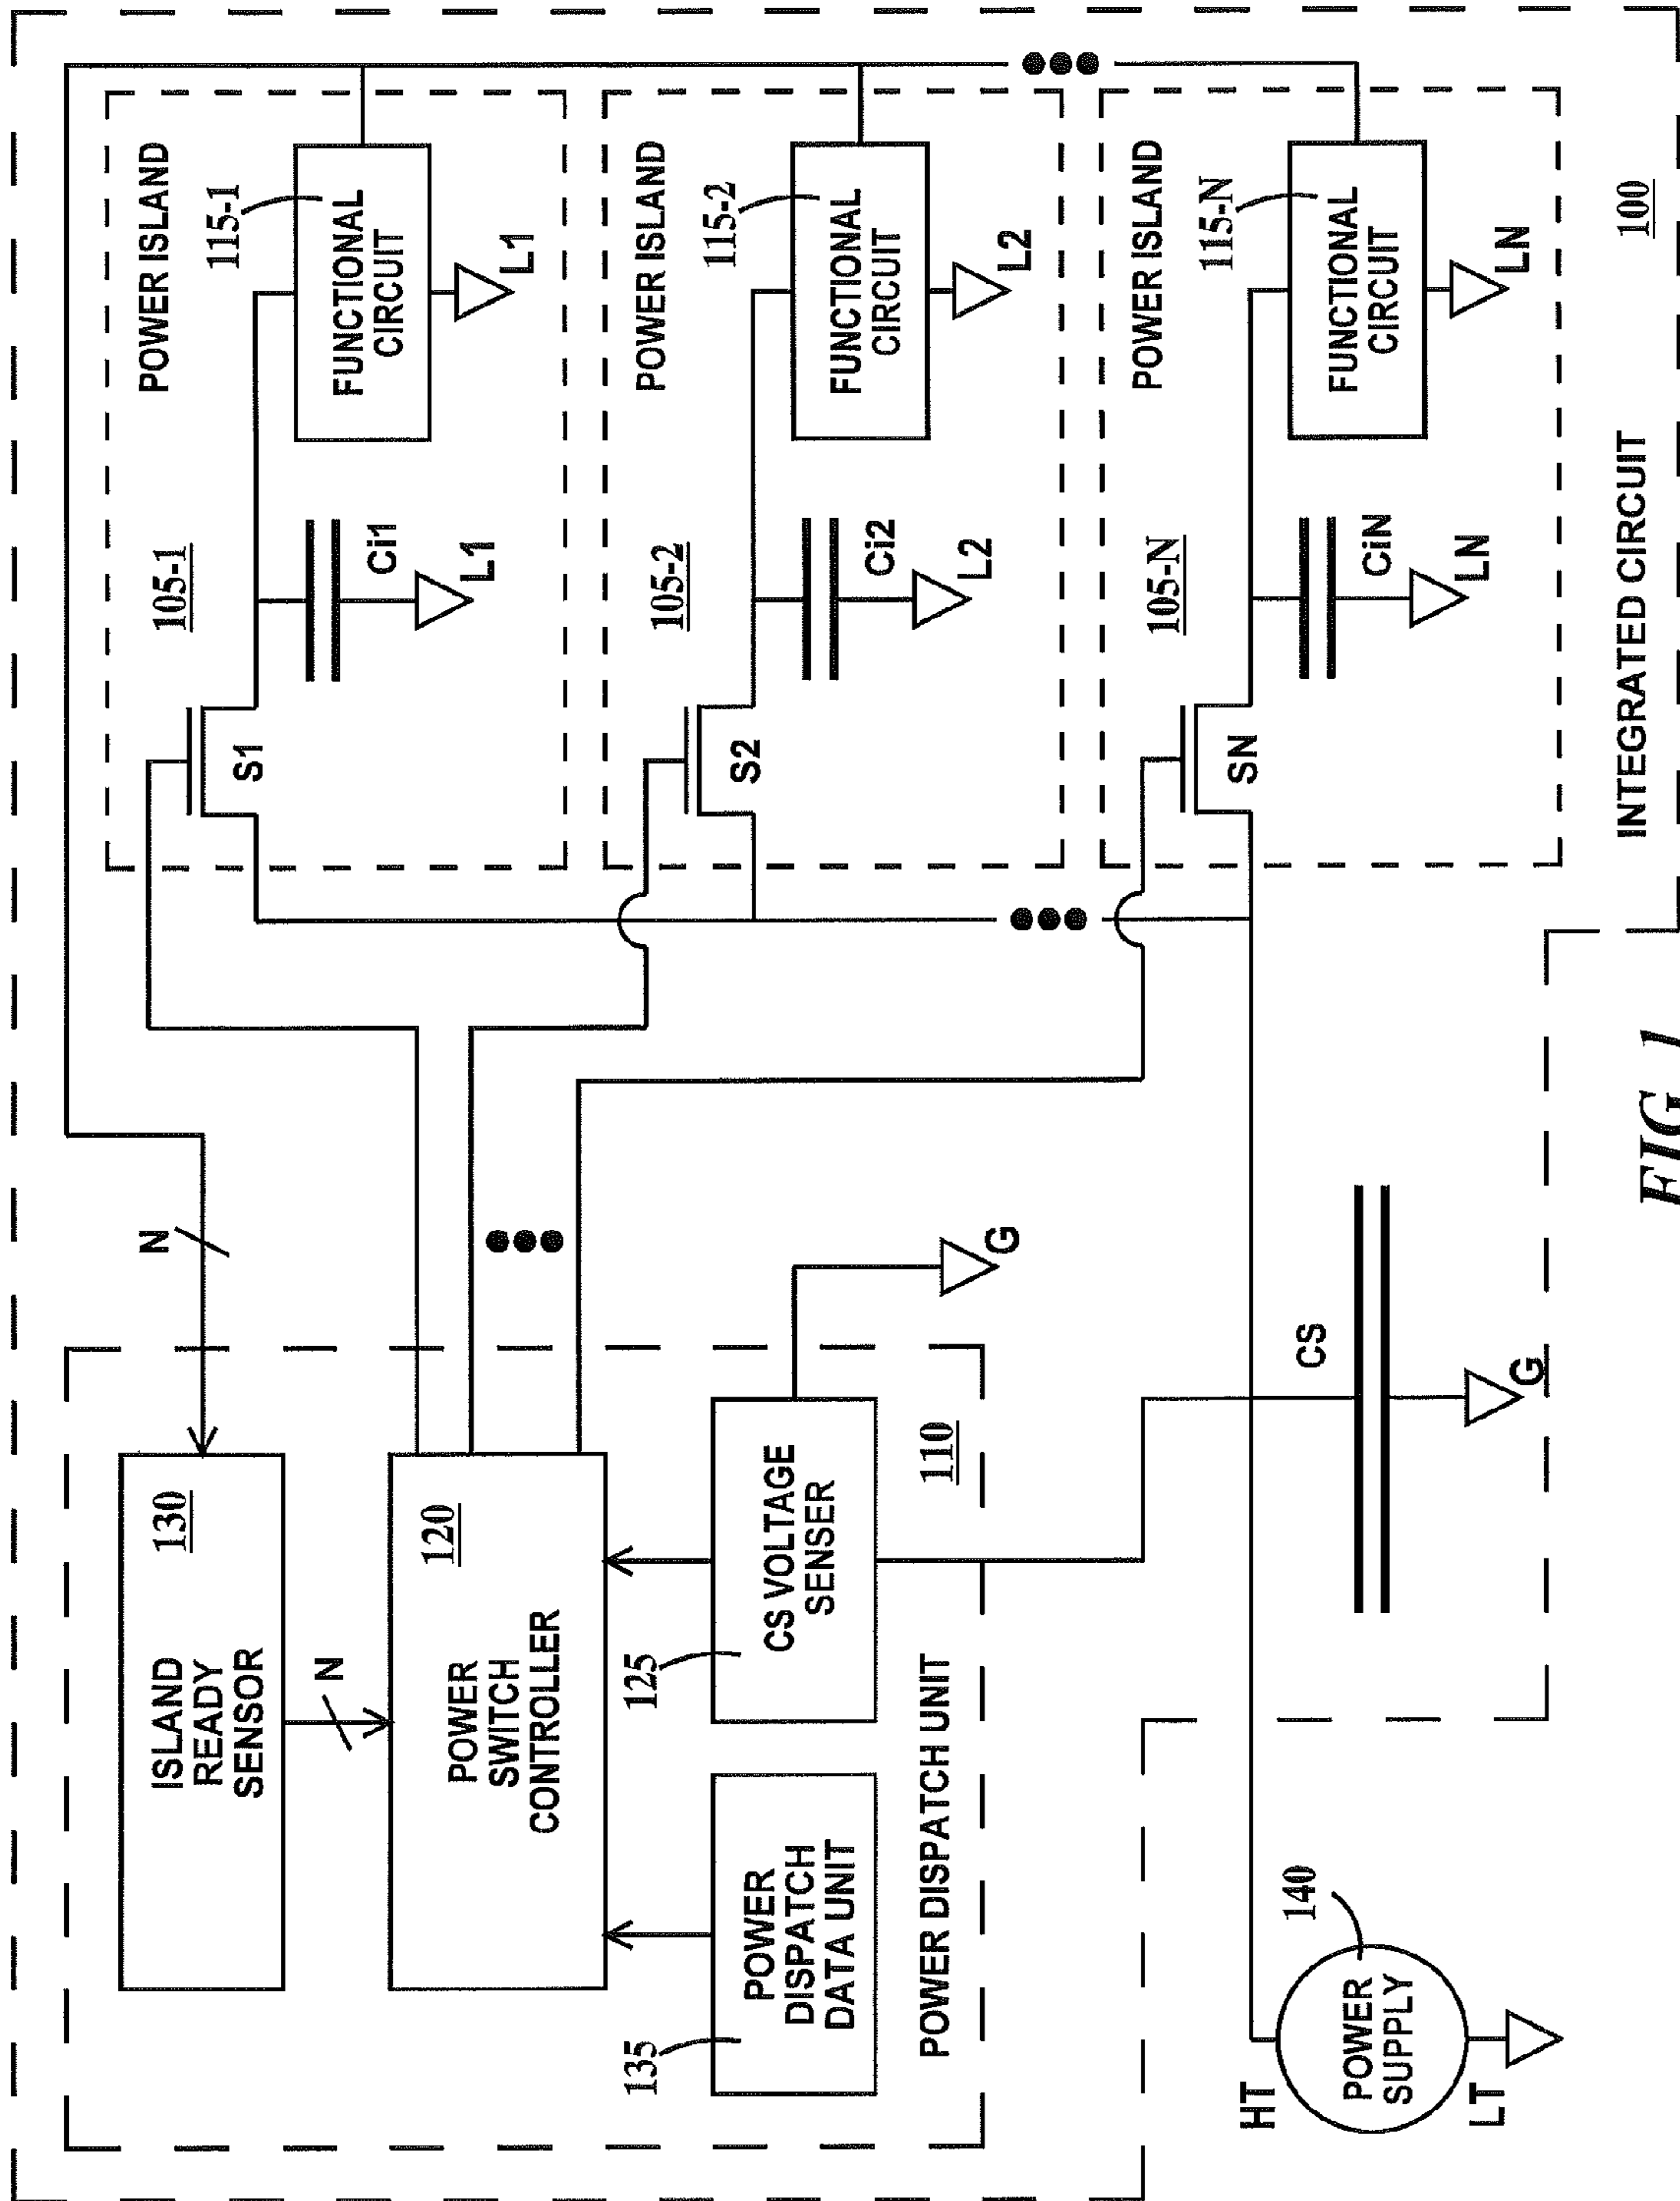 ISLAND
READY
SENSOR
130
N
N
POWER
SWITCH
CONTROLLER
120
POWER
DISPATCH
DATA UNIT
135
CS VOLTAGE
SENSER
125
G
110
POWER DISPATCH UNIT
105-1
POWER ISLAND
S1
Ci1
L1
115-1
FUNCTIONAL
CIRCUIT
L1
105-2
POWER ISLAND
S2
Ci2
L2
115-2
FUNCTIONAL
CIRCUIT
L2
105-N
POWER ISLAND
SN
CiN
LN
115-N
FUNCTIONAL
CIRCUIT
LN
HT
POWER
SUPPLY
140
LT
CS
G
INTEGRATED CIRCUIT
100
FIG. 1